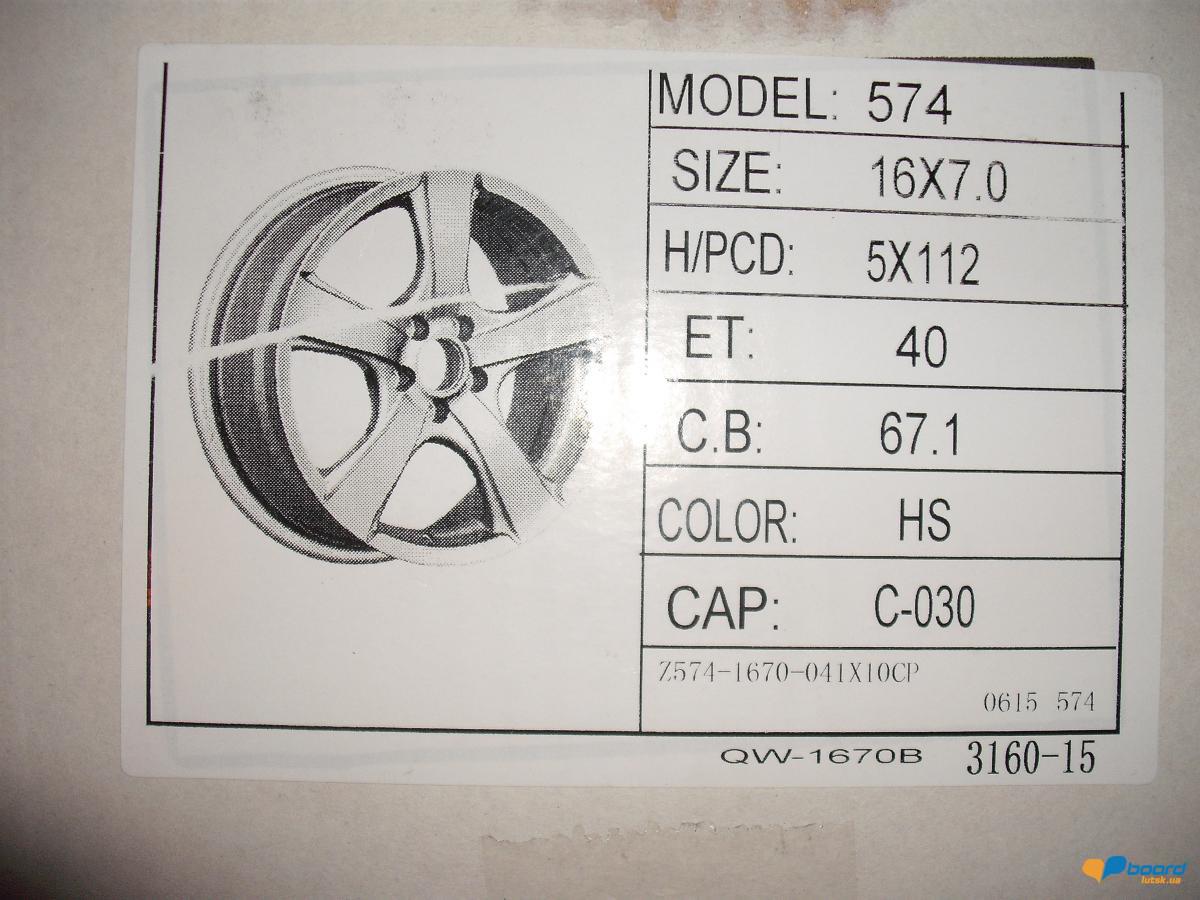 MODEL: 574
SIZE: 16X7.0
H/PCD: 5X112
ET: 40
C.B: 67.1
COLOR: HS
CAP: C-030
Z574-1670-041X10CP
0615 574
QW-1670B 3160-15
boord
lutsk.ua